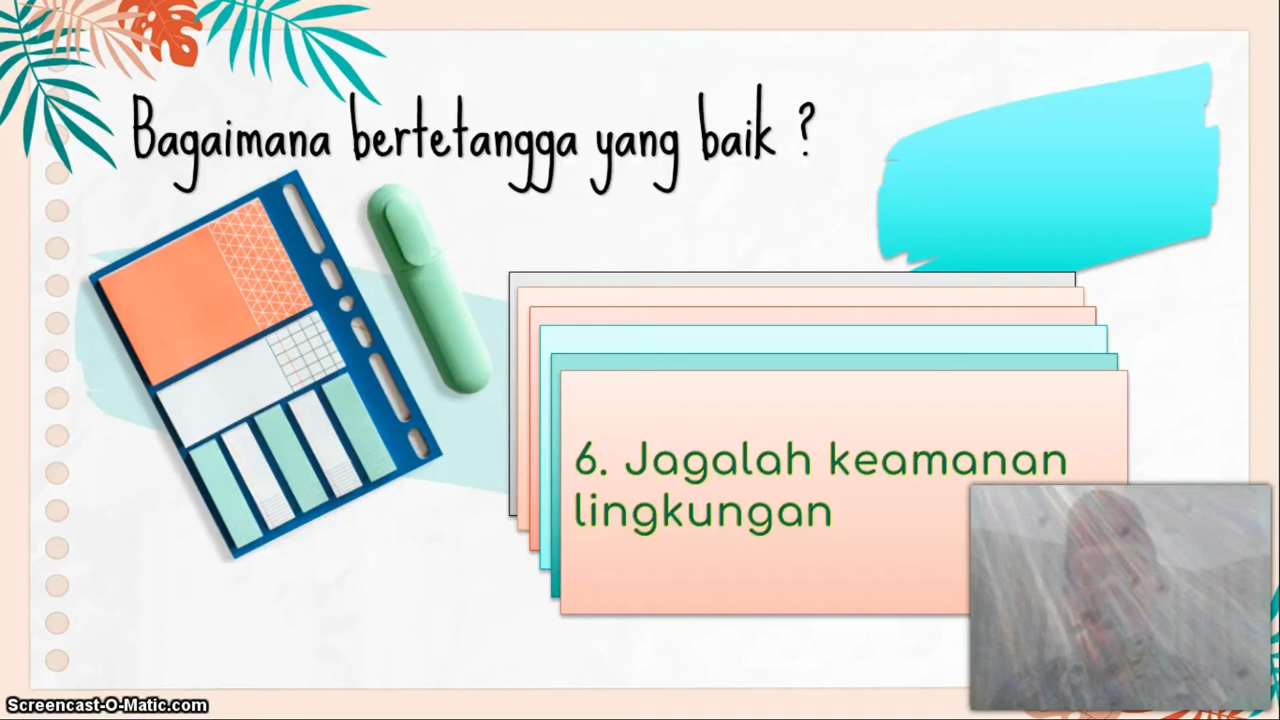 Bagaimana bertetangga yang baik ?
6. Jagalah keamanan
lingkungan
Screencast-O-Matic.com